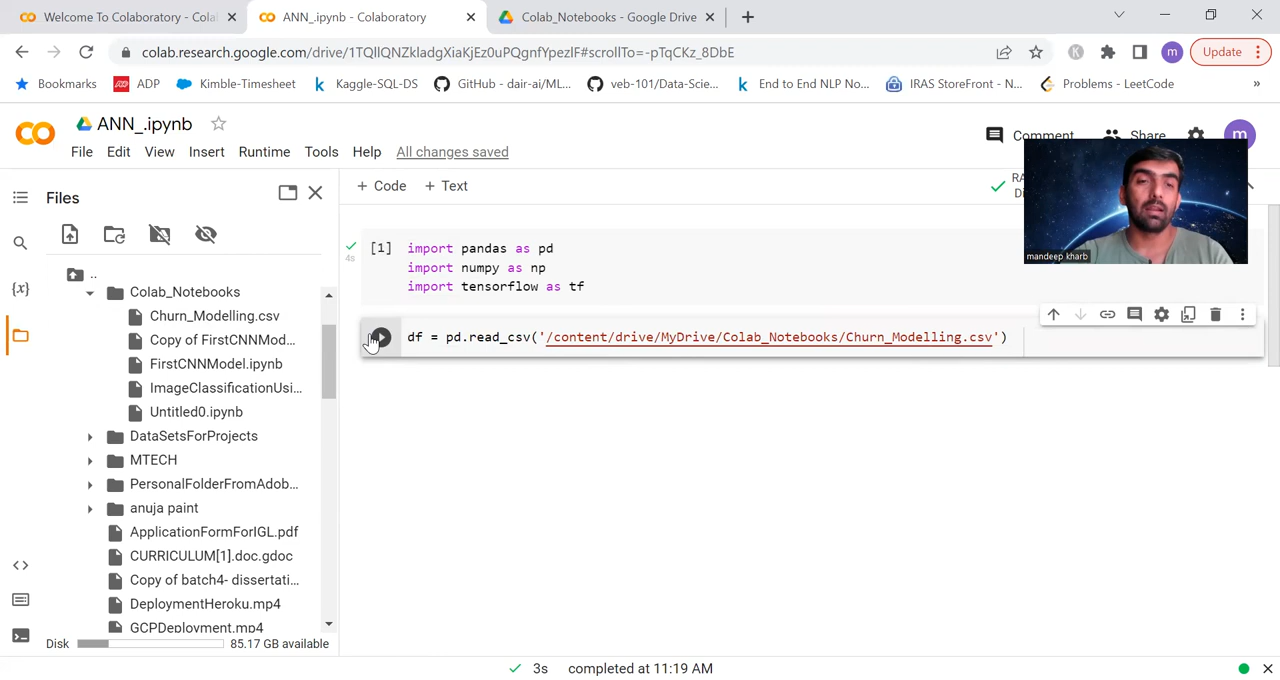 Welcome To Colaboratory - Cola
ANN_.ipynb - Colaboratory
Colab_Notebooks - Google Drive
colab.research.google.com/drive/1TQIlQNZkladgXiaKjEz0uPQgnfYpezlF#scrollTo=-pTqCKz_8DbE
K
m
Update
Bookmarks
ADP
Kimble-Timesheet
Kaggle-SQL-DS
GitHub - dair-ai/ML...
veb-101/Data-Scie...
End to End NLP No...
IRAS StoreFront - N...
Problems - LeetCode
»
CO
ANN_.ipynb
Comment
Share
m
File Edit View Insert Runtime Tools Help All changes saved
Files
+ Code + Text
RA
Di
{x}
..
Colab_Notebooks
Churn_Modelling.csv
Copy of FirstCNNMod...
FirstCNNModel.ipynb
ImageClassificationUsi...
Untitled0.ipynb
DataSetsForProjects
MTECH
PersonalFolderFromAdob...
anuja paint
ApplicationFormForIGL.pdf
CURRICULUM[1].doc.gdoc
Copy of batch4- dissertati...
DeploymentHeroku.mp4
GCPDeployment.mp4
Disk 85.17 GB available
[1] import pandas as pd
4s
import numpy as np
import tensorflow as tf
df = pd.read_csv('/content/drive/MyDrive/Colab_Notebooks/Churn_Modelling.csv')
mandeep kharb
3s completed at 11:19 AM